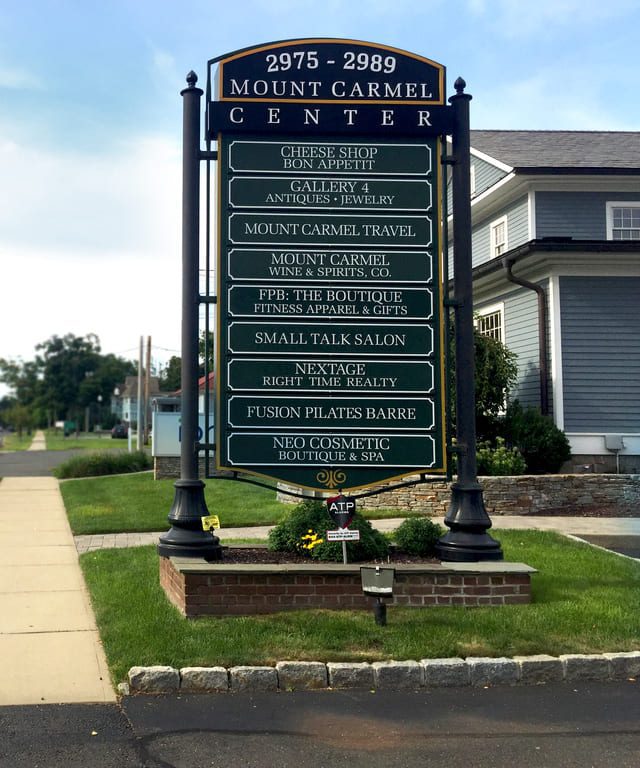 2975 - 2989
MOUNT CARMEL
CENTER
CHEESE SHOP
BON APPETIT
GALLERY 4
ANTIQUES • JEWELRY
MOUNT CARMEL TRAVEL
MOUNT CARMEL
WINE & SPIRITS, CO.
FPB: THE BOUTIQUE
FITNESS APPAREL & GIFTS
SMALL TALK SALON
NEXTAGE
RIGHT TIME REALTY
FUSION PILATES BARRE
NEO COSMETIC
BOUTIQUE & SPA
ATP